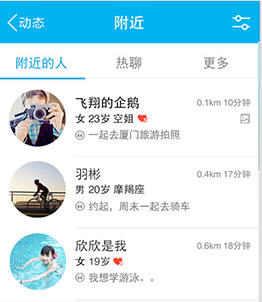 动态 附近
附近的人 热聊 更多
飞翔的企鹅 0.1km 10分钟
女 23岁 空姐
一起去厦门旅游拍照
羽彬 0.4km 17分钟
男 20岁 摩羯座
约起，周末一起去骑车
欣欣是我 0.6km 18分钟
女 19岁
我想学游泳。。